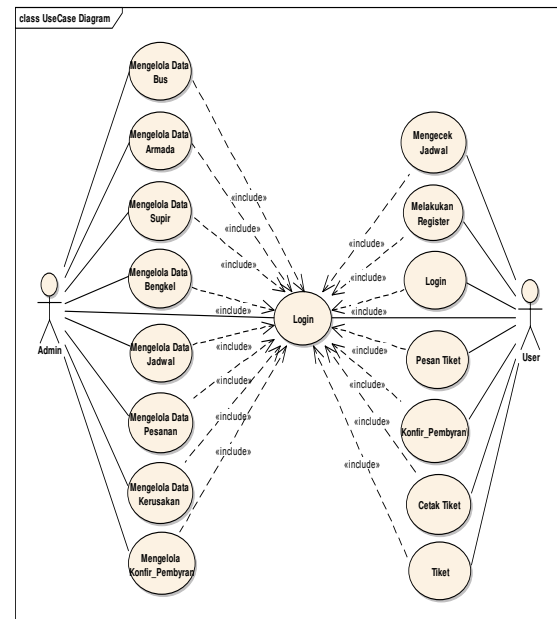 class UseCase Diagram
Mengelola Data
Bus
Mengelola Data
Armada
Mengelola Data
Supir
Mengelola Data
Bengkel
Mengelola Data
Jadwal
Mengelola Data
Pesanan
Mengelola Data
Kerusakan
Mengelola
Konfir_Pembyran
Admin
«include»
«include»
«include»
«include»
«include»
«include»
«include»
«include»
Login
«include»
«include»
«include»
«include»
«include»
«include»
«include»
Mengecek
Jadwal
Melakukan
Register
Login
Pesan Tiket
Konfir_Pembyran
Cetak Tiket
Tiket
User